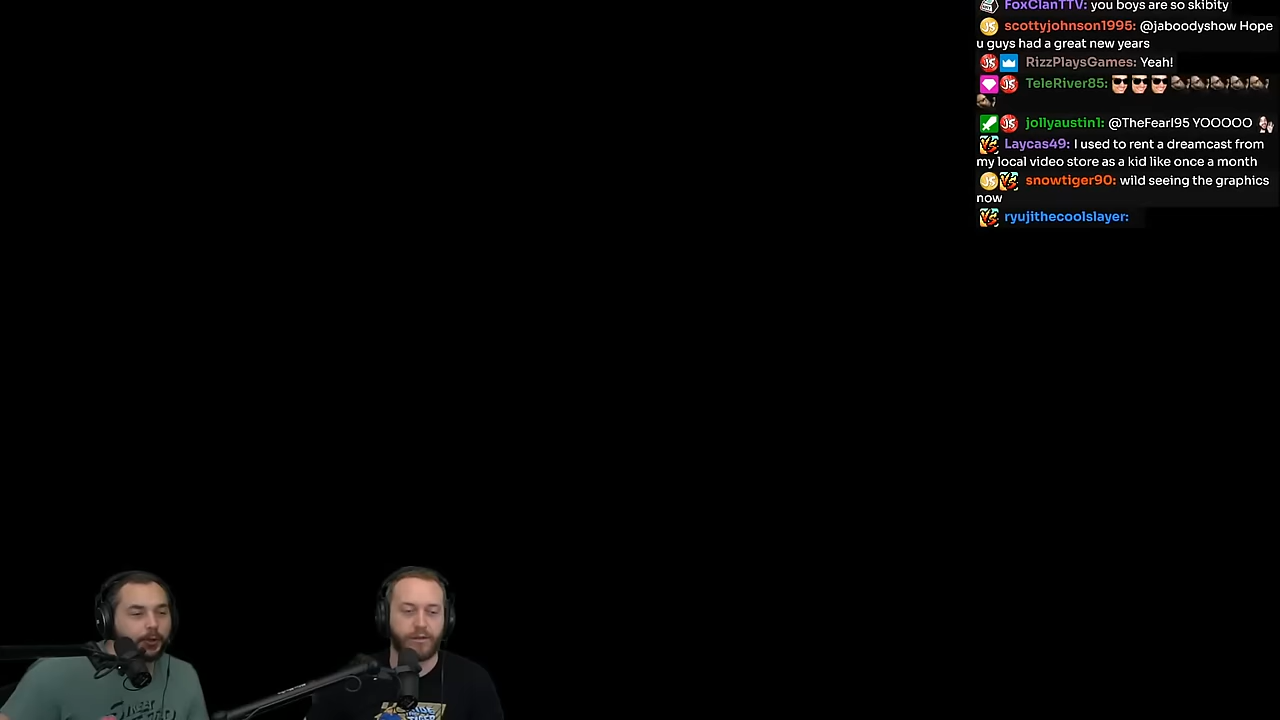 FoxClanTTV: you boys are so skibity
scottyjohnson1995: @jaboodyshow Hope
u guys had a great new years
RizzPlaysGames: Yeah!
TeleRiver85:
jollyaustin1: @TheFearI95 YOOOOO
Laycas49: I used to rent a dreamcast from
my local video store as a kid like once a month
snowtiger90: wild seeing the graphics
now
ryujithecoolslayer: